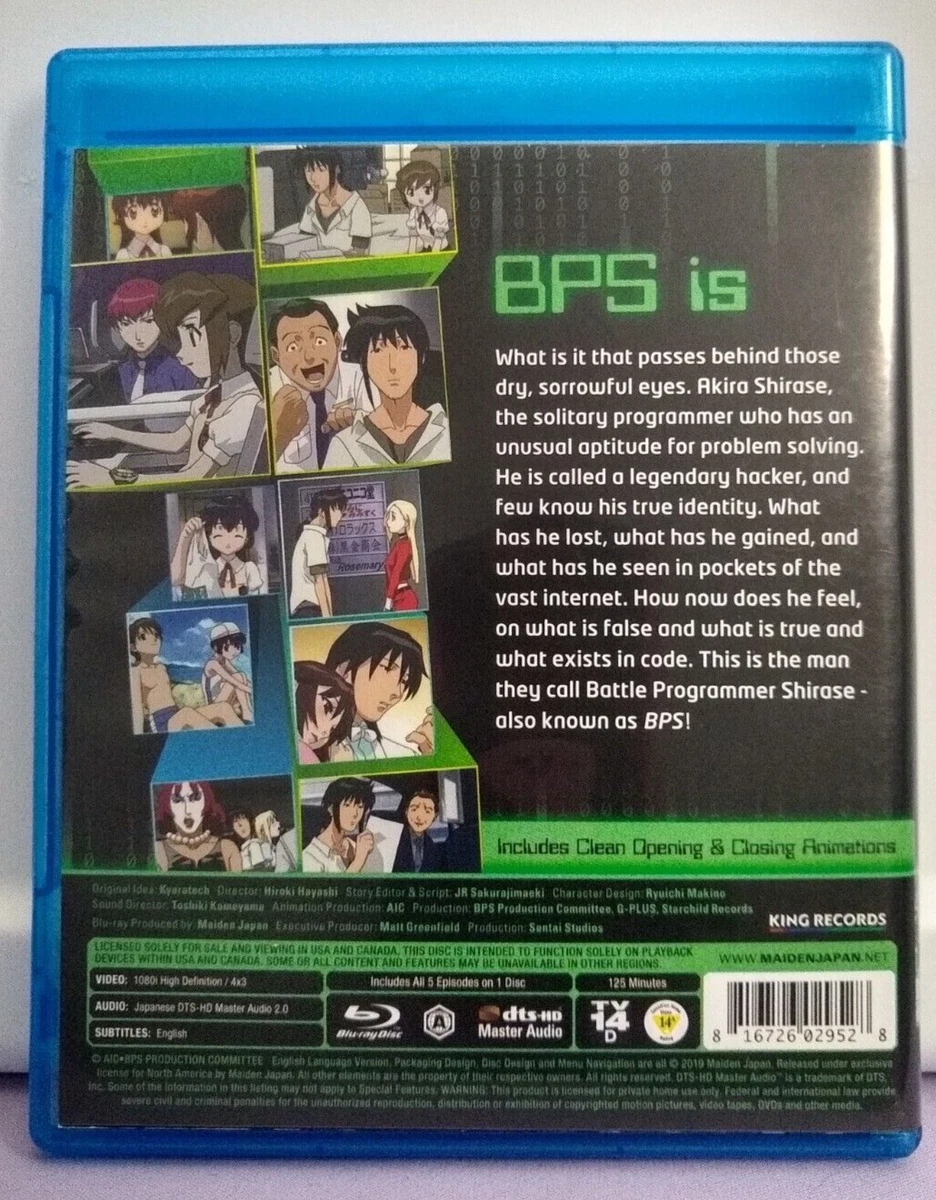 BPS is
What is it that passes behind those
dry, sorrowful eyes. Akira Shirase,
the solitary programmer who has an
unusual aptitude for problem solving.
He is called a legendary hacker, and
few know his true identity. What
has he lost, what has he gained, and
what has he seen in pockets of the
vast internet. How now does he feel,
on what is false and what is true and
what exists in code. This is the man
they call Battle Programmer Shirase -
also known as BPS!
ロラックス
黒金商会
Rosemary
Includes Clean Opening & Closing Animations
Original Idea: Kyaratech Director: Hiroki Hayashi Story Editor & Script: JR Sakurajimaeki Character Design: Ryuichi Makino
Sound Director: Toshiki Kameyama Animation Production: AIC Production: BPS Production Committee, G-PLUS, Starchild Records
Blu-ray Produced by: Maiden Japan Executive Producer: Matt Greenfield Production: Sentai Studios
KING RECORDS
LICENSED SOLELY FOR SALE AND VIEWING IN USA AND CANADA. THIS DISC IS INTENDED TO FUNCTION SOLELY ON PLAYBACK
DEVICES WITHIN USA AND CANADA. SOME OR ALL CONTENT AND FEATURES MAY BE UNAVAILABLE IN OTHER REGIONS.
WWW.MAIDENJAPAN.NET
VIDEO: 1080i High Definition / 4x3
Includes All 5 Episodes on 1 Disc
125 Minutes
AUDIO: Japanese DTS-HD Master Audio 2.0
SUBTITLES: English
Blu-ray Disc
A
dts-HD
Master Audio
TV
14
D
14
8 16726 02952 8
© AIC•BPS PRODUCTION COMMITTEE English Language Version, Packaging Design, Disc Design and Menu Navigation are all © 2019 Maiden Japan. Released under exclusive
license for North America by Maiden Japan. All other elements are the property of their respective owners. All rights reserved. DTS-HD Master Audio™ is a trademark of DTS,
Inc. Some of the information in this listing may not apply to Special Features. WARNING: This product is licensed for private home use only. Federal and international law provide
severe civil and criminal penalties for the unauthorized reproduction, distribution or exhibition of copyrighted motion pictures, video tapes, DVDs and other media.